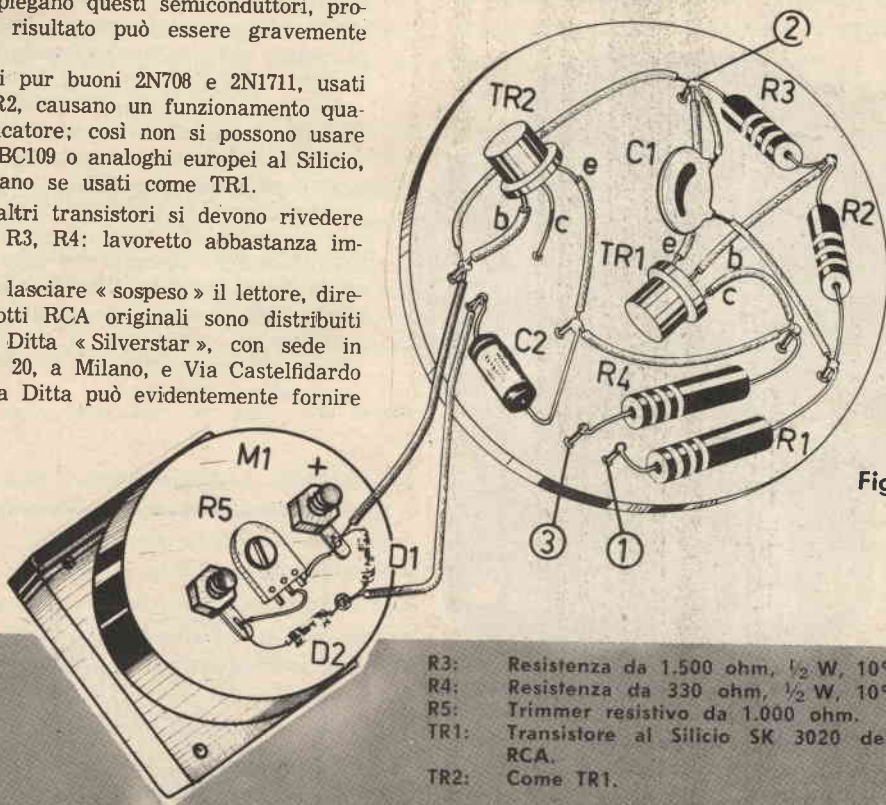 piegano questi semiconduttori, pro-
risultato può essere gravemente
i pur buoni 2N708 e 2N1711, usati
R2, causano un funzionamento qua-
icatore; così non si possono usare
BC109 o analoghi europei al Silicio,
ano se usati come TR1.
altri transistori si devono rivedere
R3, R4: lavoretto abbastanza im-
lasciare « sospeso » il lettore, dire-
otti RCA originali sono distribuiti
Ditta « Silverstar », con sede in
20, a Milano, e Via Castelfidardo
a Ditta può evidentemente fornire
2
TR2
R3
C1
e
R2
b
c
e
TR1
b
c
C2
R4
R1
3
1
Fig
M1
+
R5
D1
D2
R3: Resistenza da 1.500 ohm, ½ W, 10%
R4: Resistenza da 330 ohm, ½ W, 10%
R5: Trimmer resistivo da 1.000 ohm.
TR1: Transistore al Silicio SK 3020 de
RCA.
TR2: Come TR1.